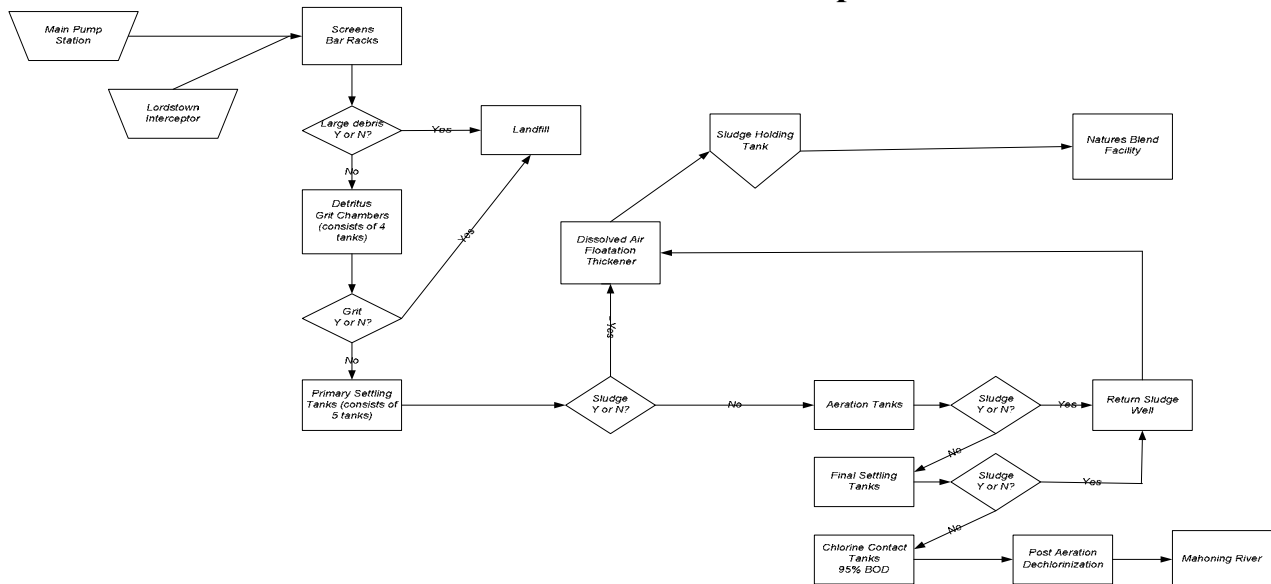 Main Pump
Station
Screens
Bar Racks
Lordstown
Interceptor
Large debris
Y or N?
Yes
Landfill
Sludge Holding
Tank
Natures Blend
Facility
No
Detritus
Grit Chambers
(consists of 4
tanks)
Yes
Dissolved Air
Floatation
Thickener
Grit
Y or N?
Yes
No
Primary Settling
Tanks (consists of
5 tanks)
Sludge
Y or N?
No
Aeration Tanks
Sludge
Y or N?
Yes
Return Sludge
Well
No
Final Settling
Tanks
Sludge
Y or N?
Yes
No
Chlorine Contact
Tanks
95% BOD
Post Aeration
Dechlorinization
Mahoning River